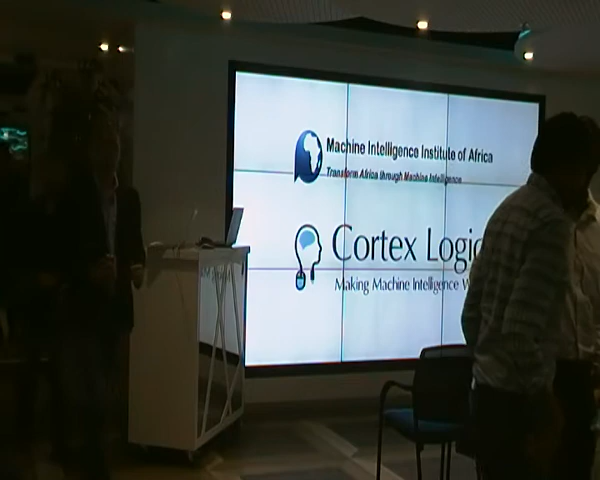 Machine Intelligence Institute of Africa
Transform Africa through Machine Intelligence
Cortex Logic
Making Machine Intelligence